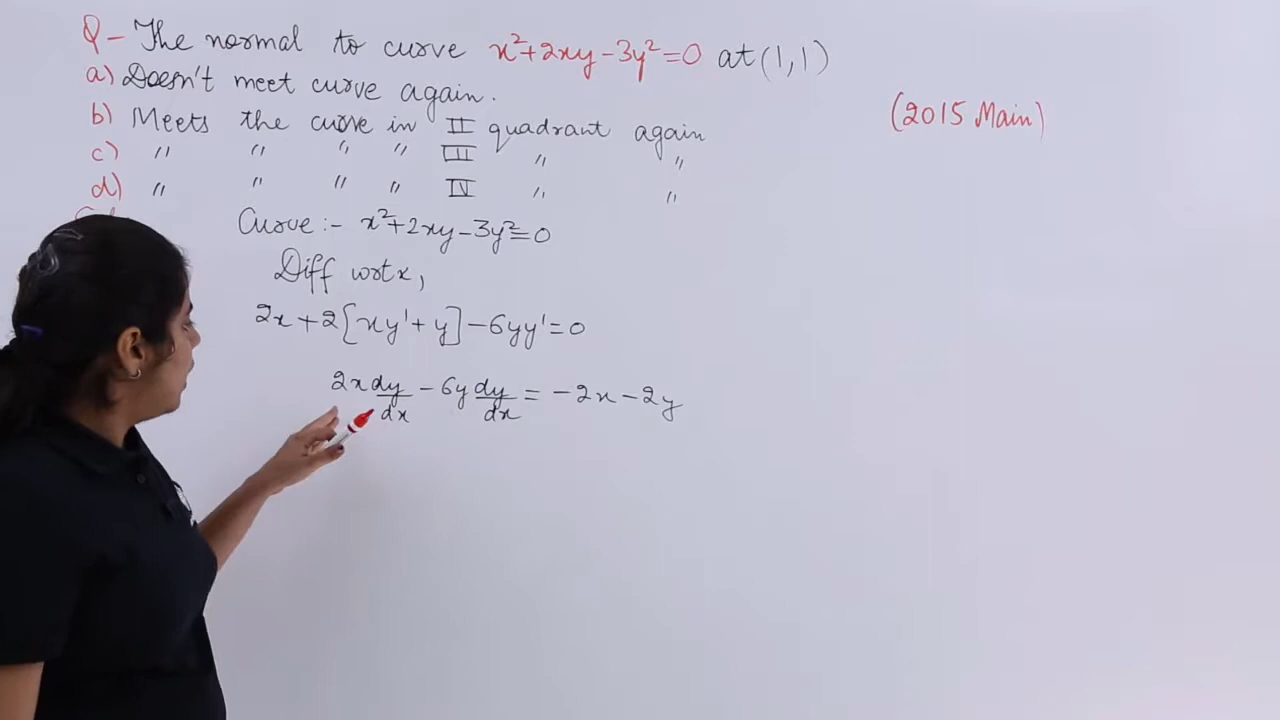 Q - The normal to curve x²+2xy-3y²=0 at (1,1)
a) Doesn't meet curve again.
(2015 Main)
b) Meets the curve in II quadrant again
c) " " " " III " "
d) " " " " IV " "
Curve :- x²+2xy-3y²=0
Diff wrt x,
2x+2[xy'+y]-6yy'=0
2x dy/dx - 6y dy/dx = -2x-2y